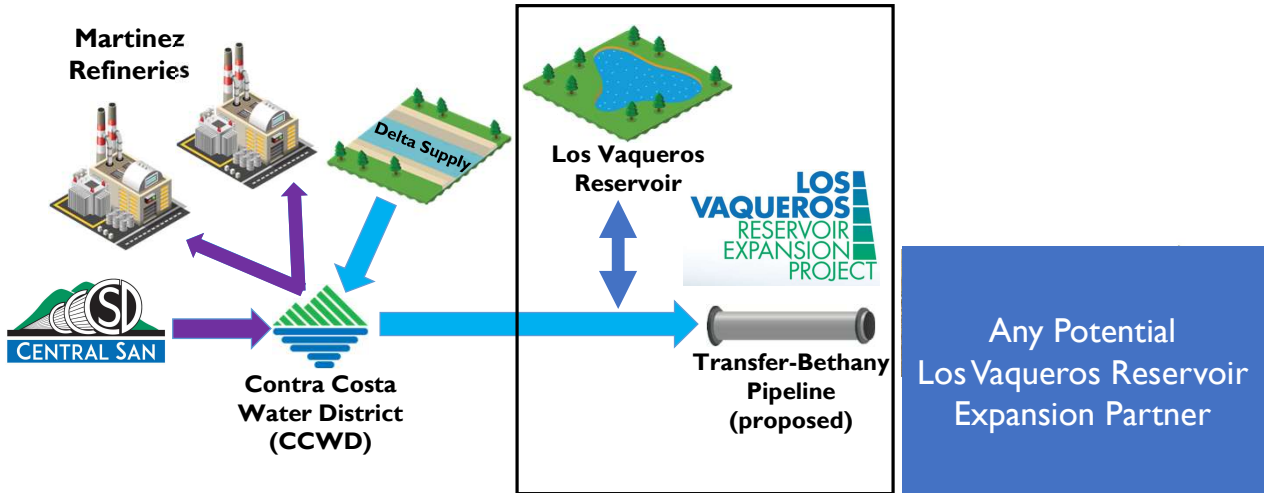 Martinez
Refineries
Delta Supply
Los Vaqueros
Reservoir
LOS
VAQUEROS
RESERVOIR
EXPANSION
PROJECT
CSD
CENTRAL SAN
Contra Costa
Water District
(CCWD)
Transfer-Bethany
Pipeline
(proposed)
Any Potential
Los Vaqueros Reservoir
Expansion Partner